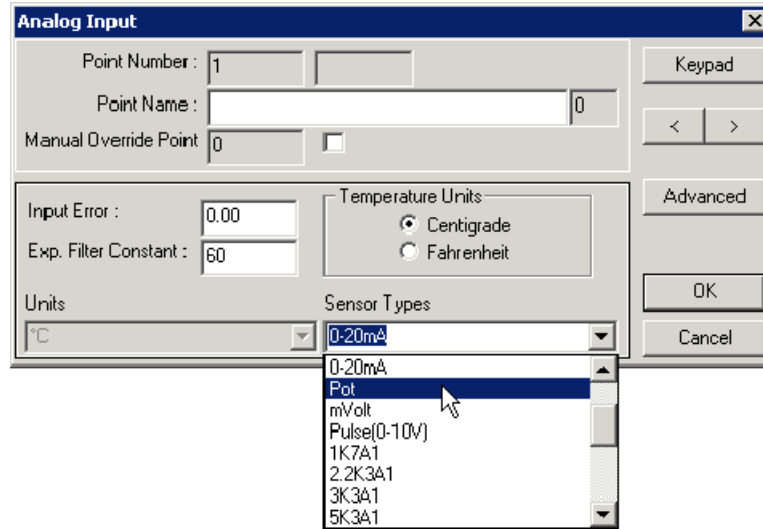 Analog Input
Point Number : 1
Keypad
Point Name : 0
< >
Manual Override Point 0
Advanced
Temperature Units
Input Error : 0.00
Centigrade
Exp. Filter Constant : 60
Fahrenheit
OK
Units Sensor Types
°C 0-20mA
Cancel
0-20mA
Pot
mVolt
Pulse(0-10V)
1K7A1
2.2K3A1
3K3A1
5K3A1